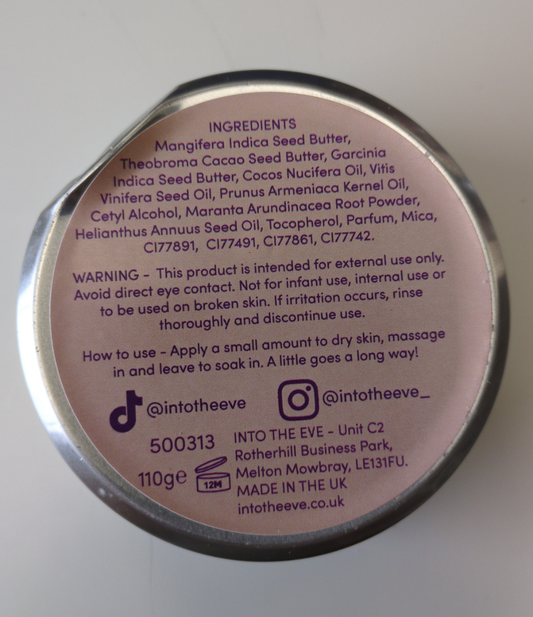 INGREDIENTS
Mangifera Indica Seed Butter,
Theobroma Cacao Seed Butter, Garcinia
Indica Seed Butter, Cocos Nucifera Oil, Vitis
Vinifera Seed Oil, Prunus Armeniaca Kernel Oil,
Cetyl Alcohol, Maranta Arundinacea Root Powder,
Helianthus Annuus Seed Oil, Tocopherol, Parfum, Mica,
CI77891, CI77491, CI77861, CI77742.
WARNING - This product is intended for external use only.
Avoid direct eye contact. Not for infant use, internal use or
to be used on broken skin. If irritation occurs, rinse
thoroughly and discontinue use.
How to use - Apply a small amount to dry skin, massage
in and leave to soak in. A little goes a long way!
@intotheeve
@intotheeve_
500313
110g℮
12M
INTO THE EVE - Unit C2
Rotherhill Business Park,
Melton Mowbray, LE131FU.
MADE IN THE UK
intotheeve.co.uk